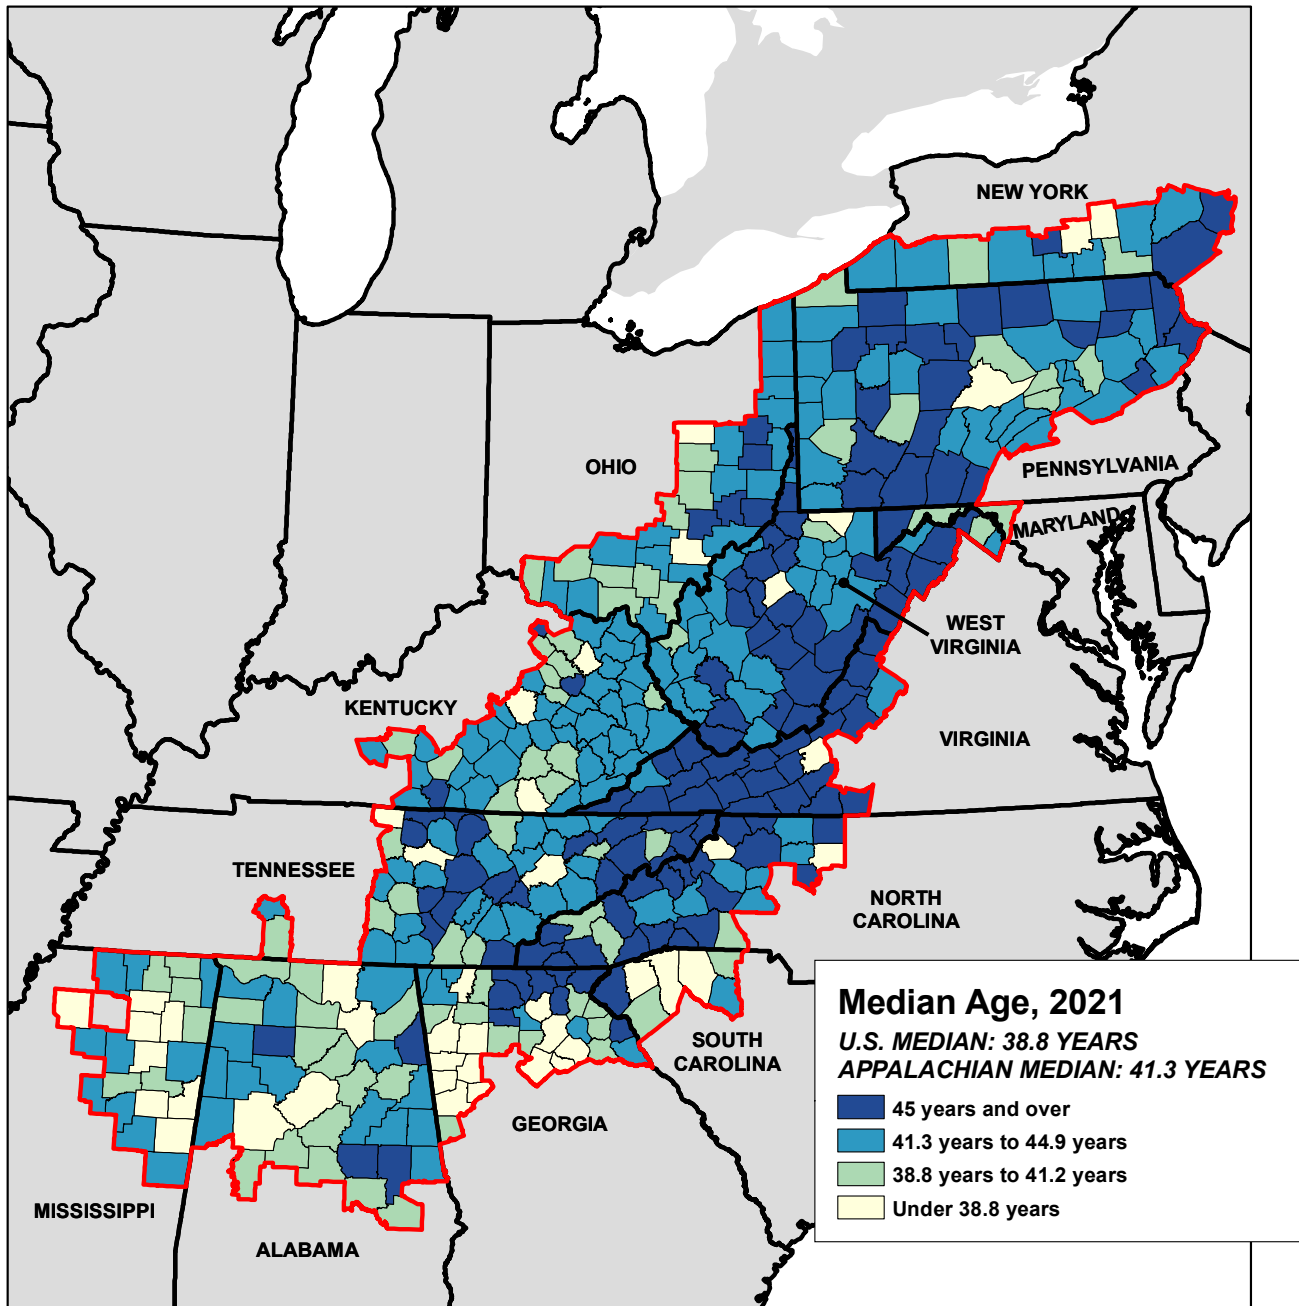 NEW YORK
OHIO
PENNSYLVANIA
MARYLAND
WEST
VIRGINIA
KENTUCKY
VIRGINIA
TENNESSEE
NORTH
CAROLINA
SOUTH
CAROLINA
GEORGIA
MISSISSIPPI
ALABAMA
Median Age, 2021
U.S. MEDIAN: 38.8 YEARS
APPALACHIAN MEDIAN: 41.3 YEARS
45 years and over
41.3 years to 44.9 years
38.8 years to 41.2 years
Under 38.8 years